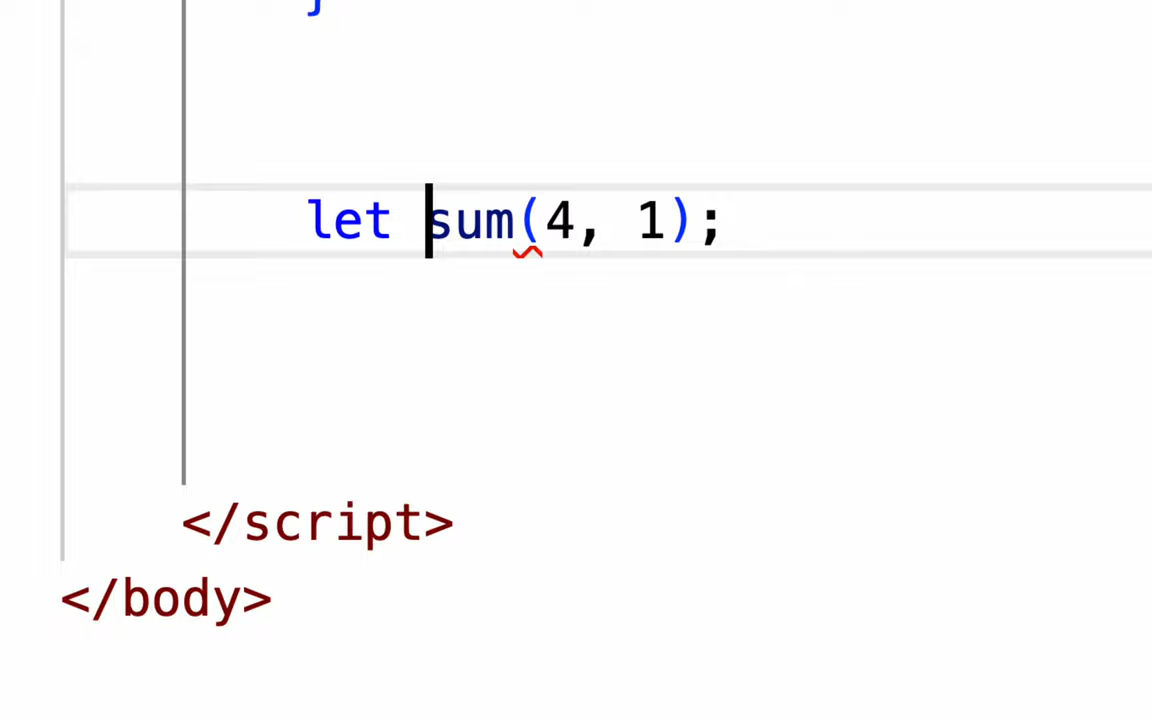 }
let sum(4, 1);
</script>
</body>